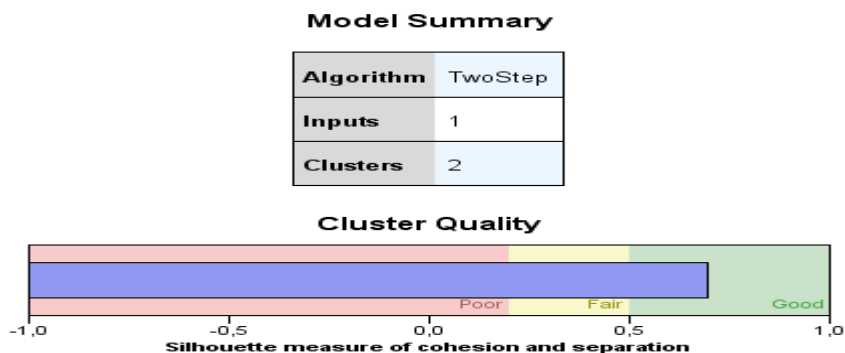 Model Summary
Algorithm TwoStep
Inputs 1
Clusters 2
Cluster Quality
Poor Fair Good
-1,0 -0,5 0,0 0,5 1,0
Silhouette measure of cohesion and separation